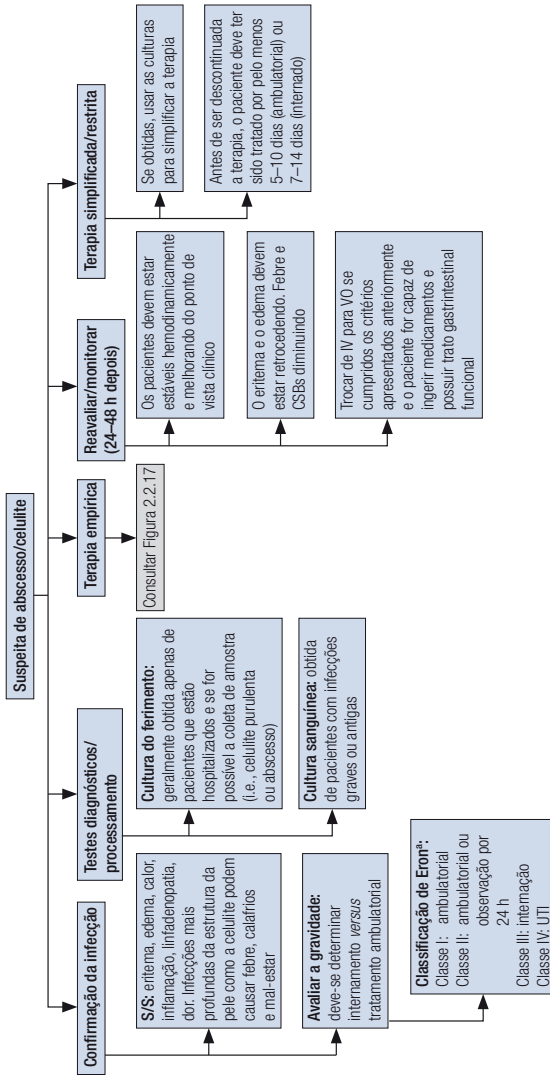 Suspeita de abscesso/celulite
Confirmação da infecção
S/S: eritema, edema, calor,
inflamação, linfadenopatia,
dor. Infecções mais
profundas da estrutura da
pele como a celulite podem
causar febre, calafrios
e mal-estar
Avaliar a gravidade:
deve-se determinar
internamento versus
tratamento ambulatorial
Classificação de Eronª:
Classe I: ambulatorial
Classe II: ambulatorial ou
observação por
24 h
Classe III: internação
Classe IV: UTI
Testes diagnósticos/
processamento
Cultura do ferimento:
geralmente obtida apenas de
pacientes que estão
hospitalizados e se for
possível a coleta de amostra
(i.e., celulite purulenta
ou abscesso)
Cultura sanguínea: obtida
de pacientes com infecções
graves ou antigas
Terapia empírica
Consultar Figura 2.2.17
Reavaliar/monitorar
(24–48 h depois)
Os pacientes devem estar
estáveis hemodinamicamente
e melhorando do ponto de
vista clínico
O eritema e o edema devem
estar retrocedendo. Febre e
CSBs diminuindo
Trocar de IV para VO se
cumpridos os critérios
apresentados anteriormente
e o paciente for capaz de
ingerir medicamentos e
possuir trato gastrintestinal
funcional
Terapia simplificada/restrita
Se obtidas, usar as culturas
para simplificar a terapia
Antes de ser descontinuada
a terapia, o paciente deve ter
sido tratado por pelo menos
5–10 dias (ambulatorial) ou
7–14 dias (internado)